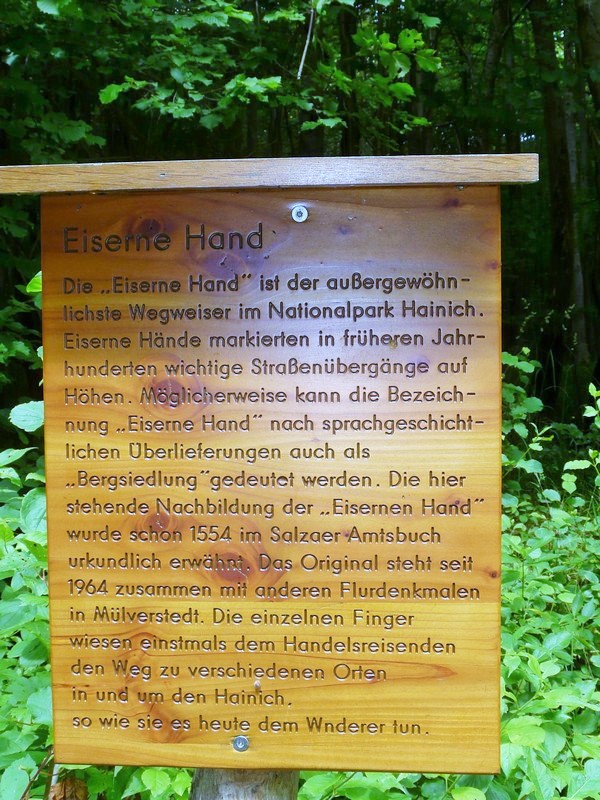 Eiserne Hand
Die „Eiserne Hand“ ist der außergewöhn-
lichste Wegweiser im Nationalpark Hainich.
Eiserne Hände markierten in früheren Jahr-
hunderten wichtige Straßenübergänge auf
Höhen. Möglicherweise kann die Bezeich-
nung „Eiserne Hand“ nach sprachgeschicht-
lichen Überlieferungen auch als
„Bergsiedlung“gedeutet werden. Die hier
stehende Nachbildung der „Eisernen Hand“
wurde schon 1554 im Salzaer Amtsbuch
urkundlich erwähnt. Das Original steht seit
1964 zusammen mit anderen Flurdenkmalen
in Mülverstedt. Die einzelnen Finger
wiesen einstmals dem Handelsreisenden
den Weg zu verschiedenen Orten
in und um den Hainich,
so wie sie es heute dem Wnderer tun.